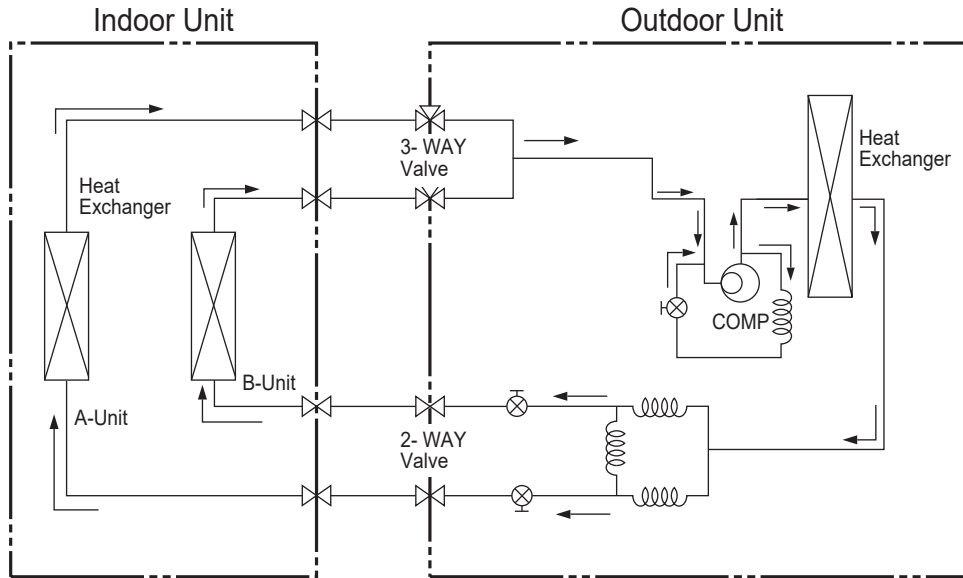 Indoor Unit
Outdoor Unit
3- WAY
Valve
Heat
Exchanger
Heat
Exchanger
COMP
B-Unit
A-Unit
2- WAY
Valve